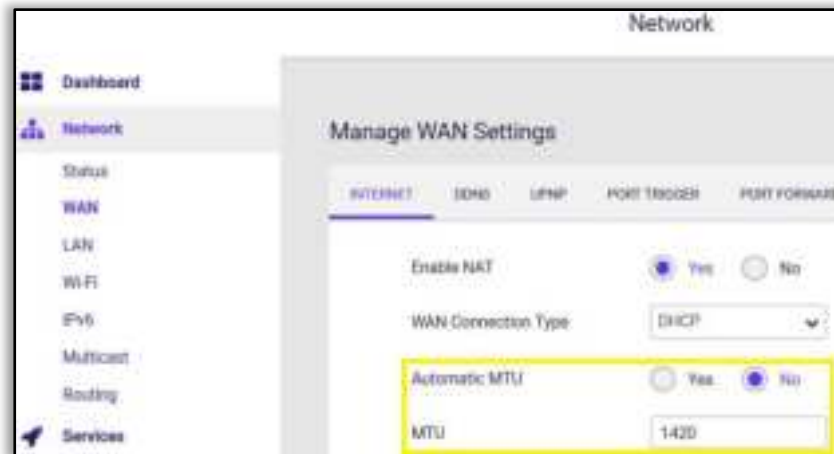 Network
Dashboard
Network
Status
WAN
LAN
Wi-Fi
IPv6
Multicast
Routing
Services
Manage WAN Settings
INTERNET DDNS UPNP PORT TRIGGER PORT FORWARD
Enable NAT Yes No
WAN Connection Type DHCP
Automatic MTU Yes No
MTU 1420